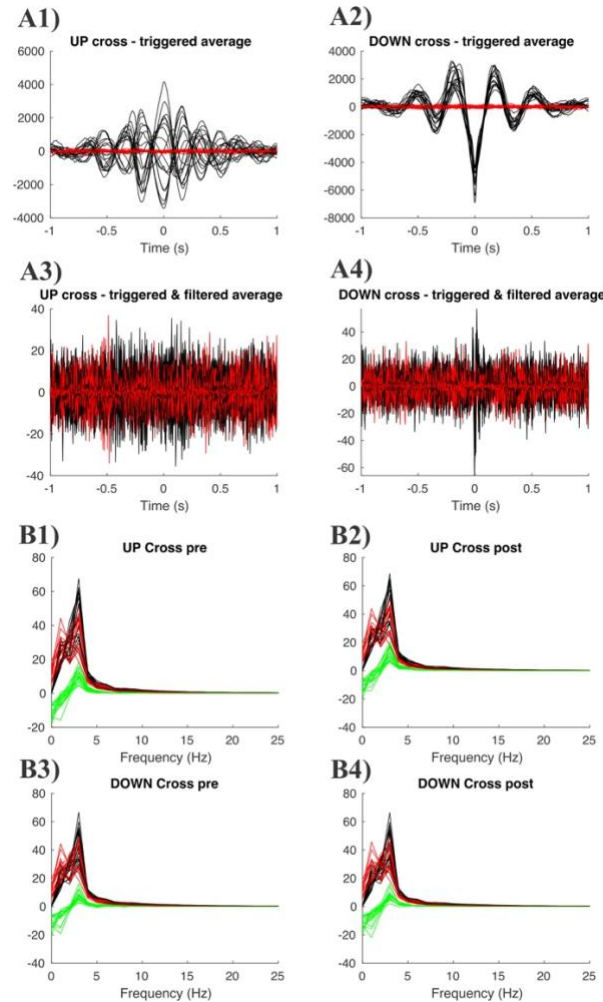 A1)
UP cross - triggered average
6000
4000
2000
0
-2000
-4000
-1 -0.5 0 0.5 1
Time (s)
A2)
DOWN cross - triggered average
4000
2000
0
-2000
-4000
-6000
-8000
-1 -0.5 0 0.5 1
Time (s)
A3)
UP cross - triggered & filtered average
40
20
0
-20
-40
-1 -0.5 0 0.5 1
Time (s)
A4)
DOWN cross - triggered & filtered average
40
20
0
-20
-40
-60
-1 -0.5 0 0.5 1
Time (s)
B1)
UP Cross pre
80
60
40
20
0
-20
0 5 10 15 20 25
Frequency (Hz)
B2)
UP Cross post
80
60
40
20
0
-20
-40
0 5 10 15 20 25
Frequency (Hz)
B3)
DOWN Cross pre
80
60
40
20
0
-20
-40
0 5 10 15 20 25
Frequency (Hz)
B4)
DOWN Cross post
80
60
40
20
0
-20
-40
0 5 10 15 20 25
Frequency (Hz)